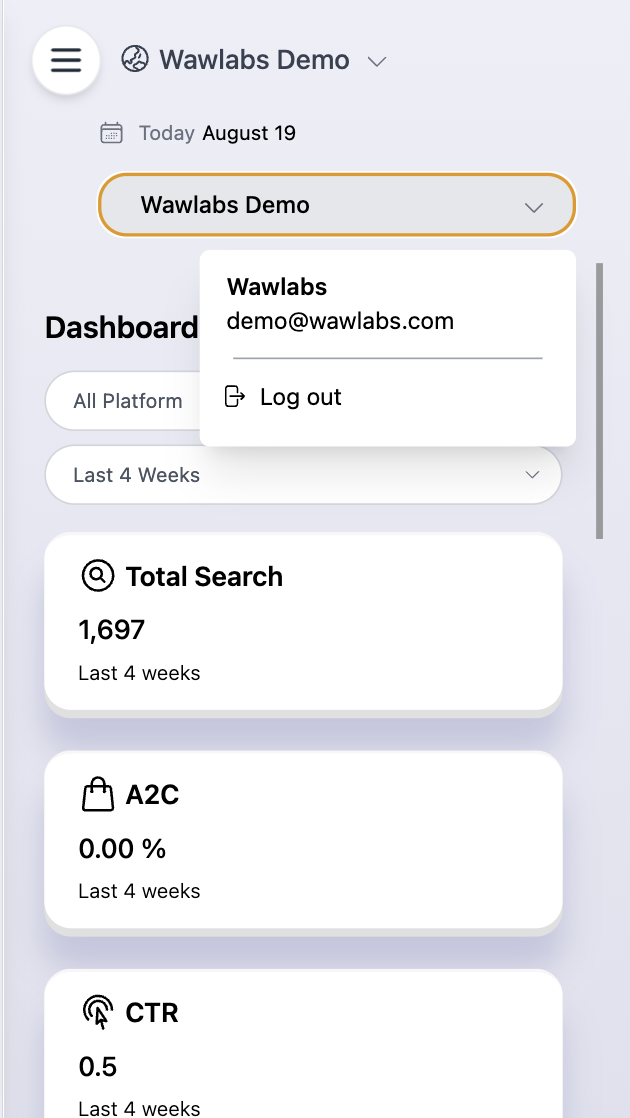 Wawlabs Demo
Today August 19
Wawlabs Demo
Wawlabs
demo@wawlabs.com
Log out
Dashboard
All Platform
Last 4 Weeks
Total Search
1,697
Last 4 weeks
A2C
0.00 %
Last 4 weeks
CTR
0.5
Last 4 weeks